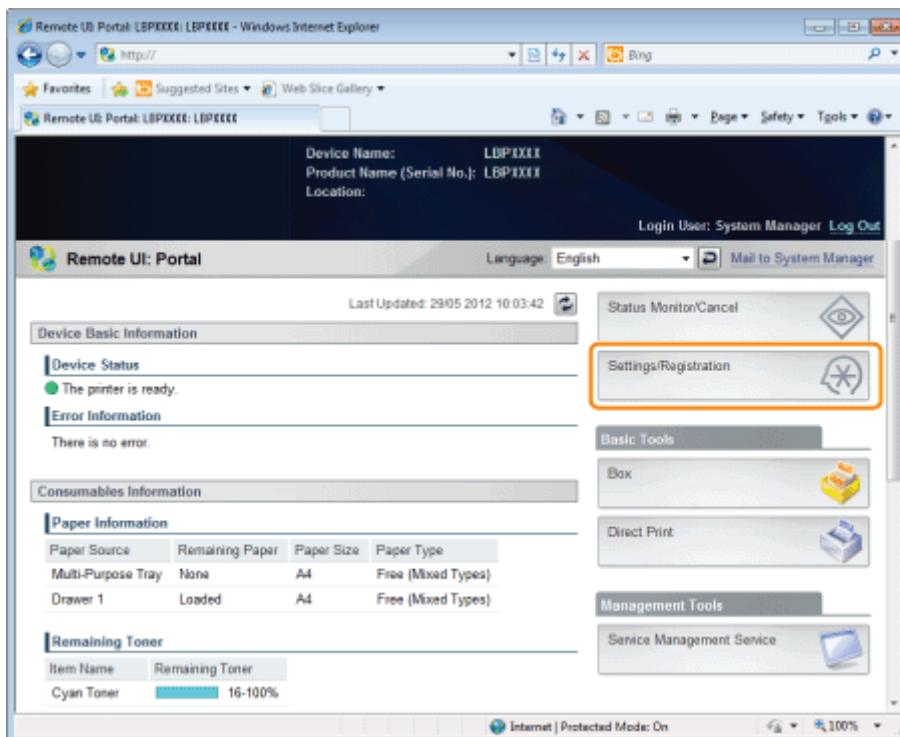 Remote UI: Portal: LBPXXXX: LBPXXXX - Windows Internet Explorer
http://
Bing
Favorites Suggested Sites Web Slice Gallery
Remote UI: Portal: LBPXXXX: LBPXXXX
Page Safety Tools
Device Name: LBPXXXX
Product Name (Serial No.): LBPXXXX
Location:
Login User: System Manager Log Out
Remote UI: Portal
Language: English
Mail to System Manager
Last Updated: 29/05 2012 10:03:42
Status Monitor/Cancel
Device Basic Information
Device Status
The printer is ready.
Settings/Registration
Error Information
There is no error.
Basic Tools
Box
Consumables Information
Paper Information
Direct Print
Paper Source Remaining Paper Paper Size Paper Type
Multi-Purpose Tray None A4 Free (Mixed Types)
Drawer 1 Loaded A4 Free (Mixed Types)
Management Tools
Remaining Toner
Service Management Service
Item Name Remaining Toner
Cyan Toner 16-100%
Internet | Protected Mode: On
100%